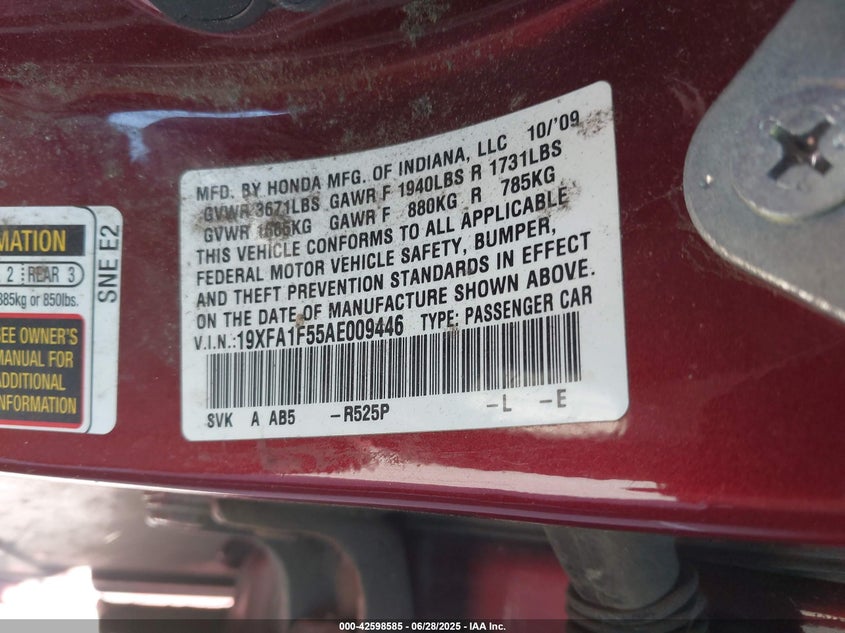 MFD. BY HONDA MFG. OF INDIANA, LLC 10/'09
GVWR 3671LBS GAWR F 1940LBS R 1731LBS
GVWR 1665KG GAWR F 880KG R 785KG
THIS VEHICLE CONFORMS TO ALL APPLICABLE
FEDERAL MOTOR VEHICLE SAFETY, BUMPER,
AND THEFT PREVENTION STANDARDS IN EFFECT
ON THE DATE OF MANUFACTURE SHOWN ABOVE.
V.I.N.:19XFA1F55AE009446 TYPE: PASSENGER CAR
SVK A AB5 -R525P -L -E
MATION
2 REAR 3
385kg or 850lbs.
SEE OWNER'S
MANUAL FOR
ADDITIONAL
INFORMATION
SNE E2
000-42598585 - 06/28/2025 - IAA Inc.